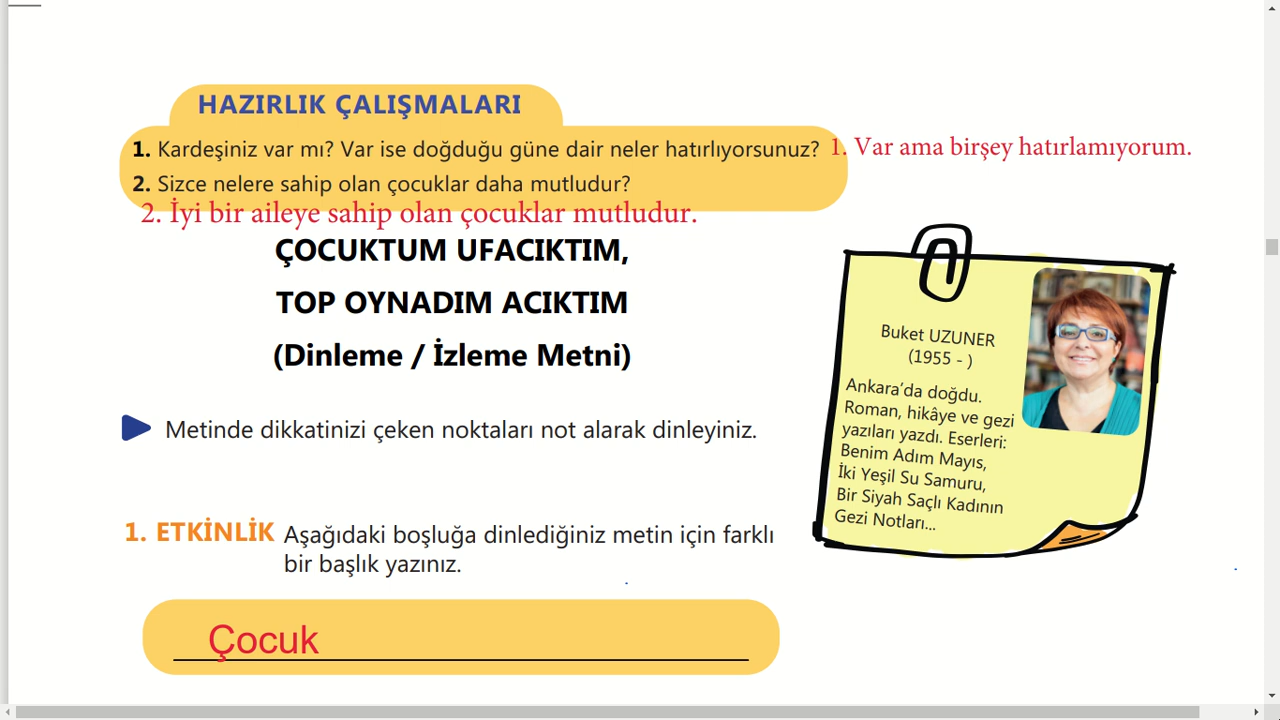 HAZIRLIK ÇALIŞMALARI
1. Kardeşiniz var mı? Var ise doğduğu güne dair neler hatırlıyorsunuz?
1. Var ama birşey hatırlamıyorum.
2. Sizce nelere sahip olan çocuklar daha mutludur?
2. İyi bir aileye sahip olan çocuklar mutludur.
ÇOCUKTUM UFACIKTIM,
TOP OYNADIM ACIKTIM
(Dinleme / İzleme Metni)
Metinde dikkatinizi çeken noktaları not alarak dinleyiniz.
Buket UZUNER
(1955 - )
Ankara’da doğdu.
Roman, hikâye ve gezi
yazıları yazdı. Eserleri:
Benim Adım Mayıs,
İki Yeşil Su Samuru,
Bir Siyah Saçlı Kadının
Gezi Notları...
1. ETKİNLİK Aşağıdaki boşluğa dinlediğiniz metin için farklı
bir başlık yazınız.
Çocuk